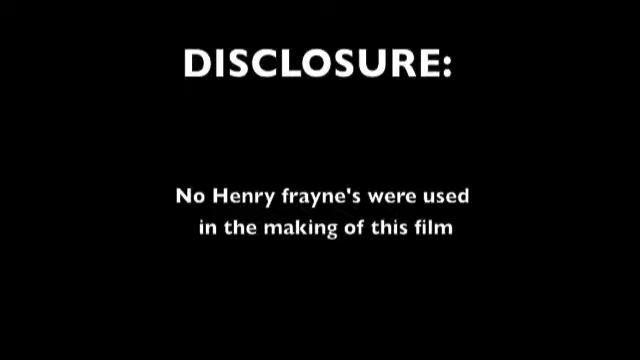 DISCLOSURE:
No Henry frayne's were used
in the making of this film